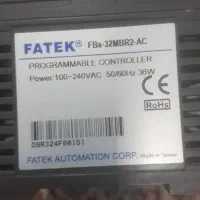 FATEK® FBs-32MBR2-AC
PROGRAMMABLE CONTROLLER
Power:100~240VAC 50/60Hz 36W
CE
RoHS
D9R324F00151
FATEK AUTOMATION CORP. Made in Taiwan